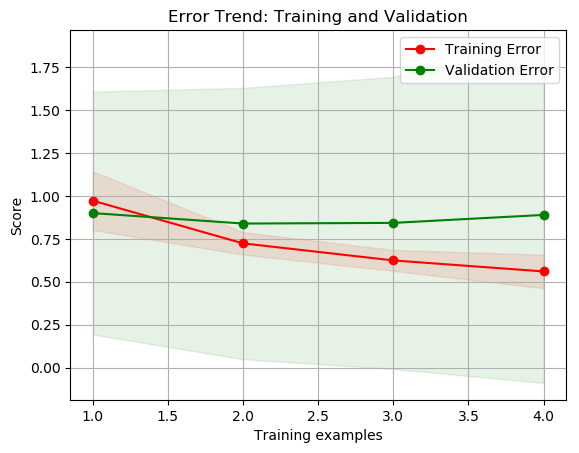 Error Trend: Training and Validation
Training Error
Validation Error
Score
1.75
1.50
1.25
1.00
0.75
0.50
0.25
0.00
1.0 1.5 2.0 2.5 3.0 3.5 4.0
Training examples